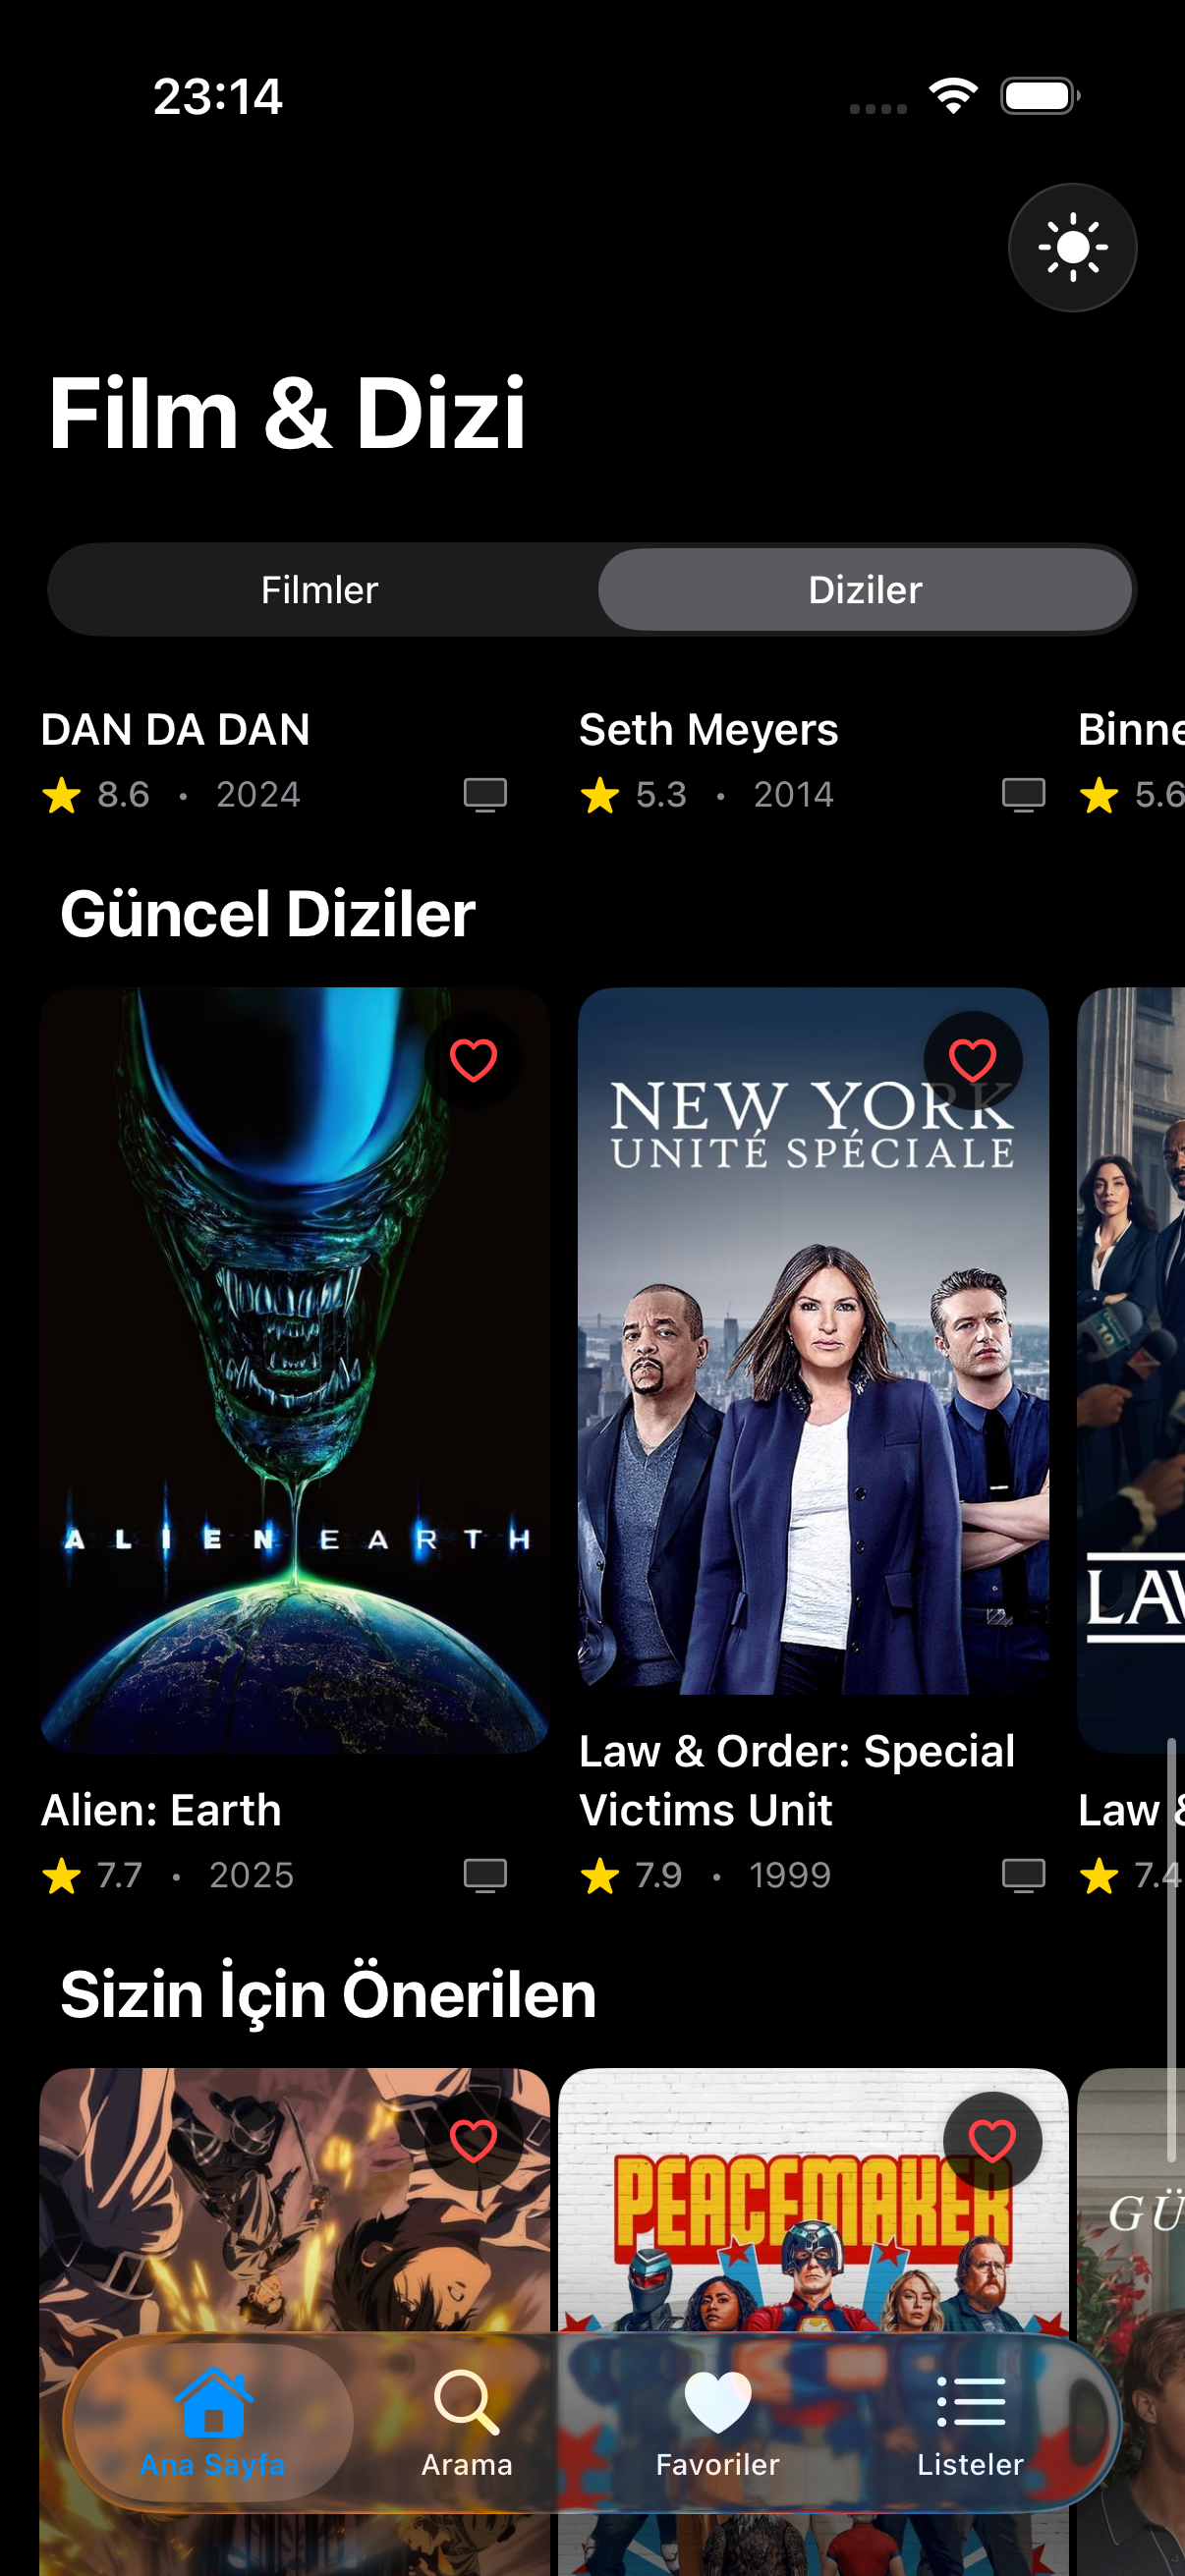 23:14
Film & Dizi
Filmler
Diziler
DAN DA DAN
Seth Meyers
Binne
8.6 • 2024
5.3 • 2014
5.6
Güncel Diziler
NEW YORK
UNITÉ SPÉCIALE
ALIEN EARTH
LAW
Alien: Earth
Law & Order: Special
Victims Unit
Law &
7.7 • 2025
7.9 • 1999
7.4
Sizin İçin Önerilen
PEACEMAKER
GÜ
Ana Sayfa
Arama
Favoriler
Listeler